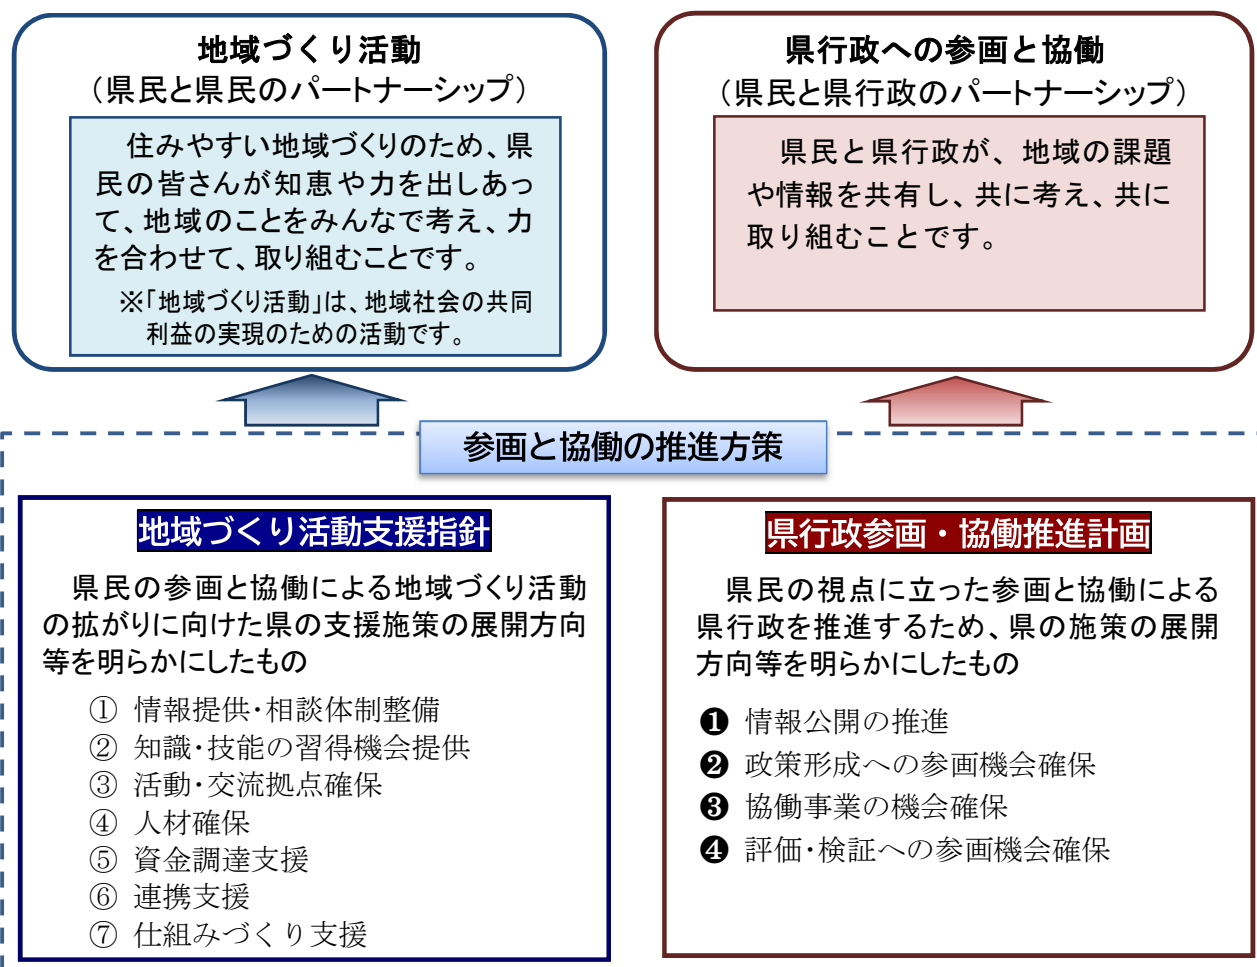 地域づくり活動
（県民と県民のパートナーシップ）
住みやすい地域づくりのため、県
民の皆さんが知恵や力を出しあっ
て、地域のことをみんなで考え、力
を合わせて、取り組むことです。
※「地域づくり活動」は、地域社会の共同
利益の実現のための活動です。
県行政への参画と協働
（県民と県行政のパートナーシップ）
県民と県行政が、地域の課題
や情報を共有し、共に考え、共に
取り組むことです。
参画と協働の推進方策
地域づくり活動支援指針
県民の参画と協働による地域づくり活動
の拡がりに向けた県の支援施策の展開方向
等を明らかにしたもの
① 情報提供・相談体制整備
② 知識・技能の習得機会提供
③ 活動・交流拠点確保
④ 人材確保
⑤ 資金調達支援
⑥ 連携支援
⑦ 仕組みづくり支援
県行政参画・協働推進計画
県民の視点に立った参画と協働による
県行政を推進するため、県の施策の展開
方向等を明らかにしたもの
❶ 情報公開の推進
❷ 政策形成への参画機会確保
❸ 協働事業の機会確保
❹ 評価・検証への参画機会確保